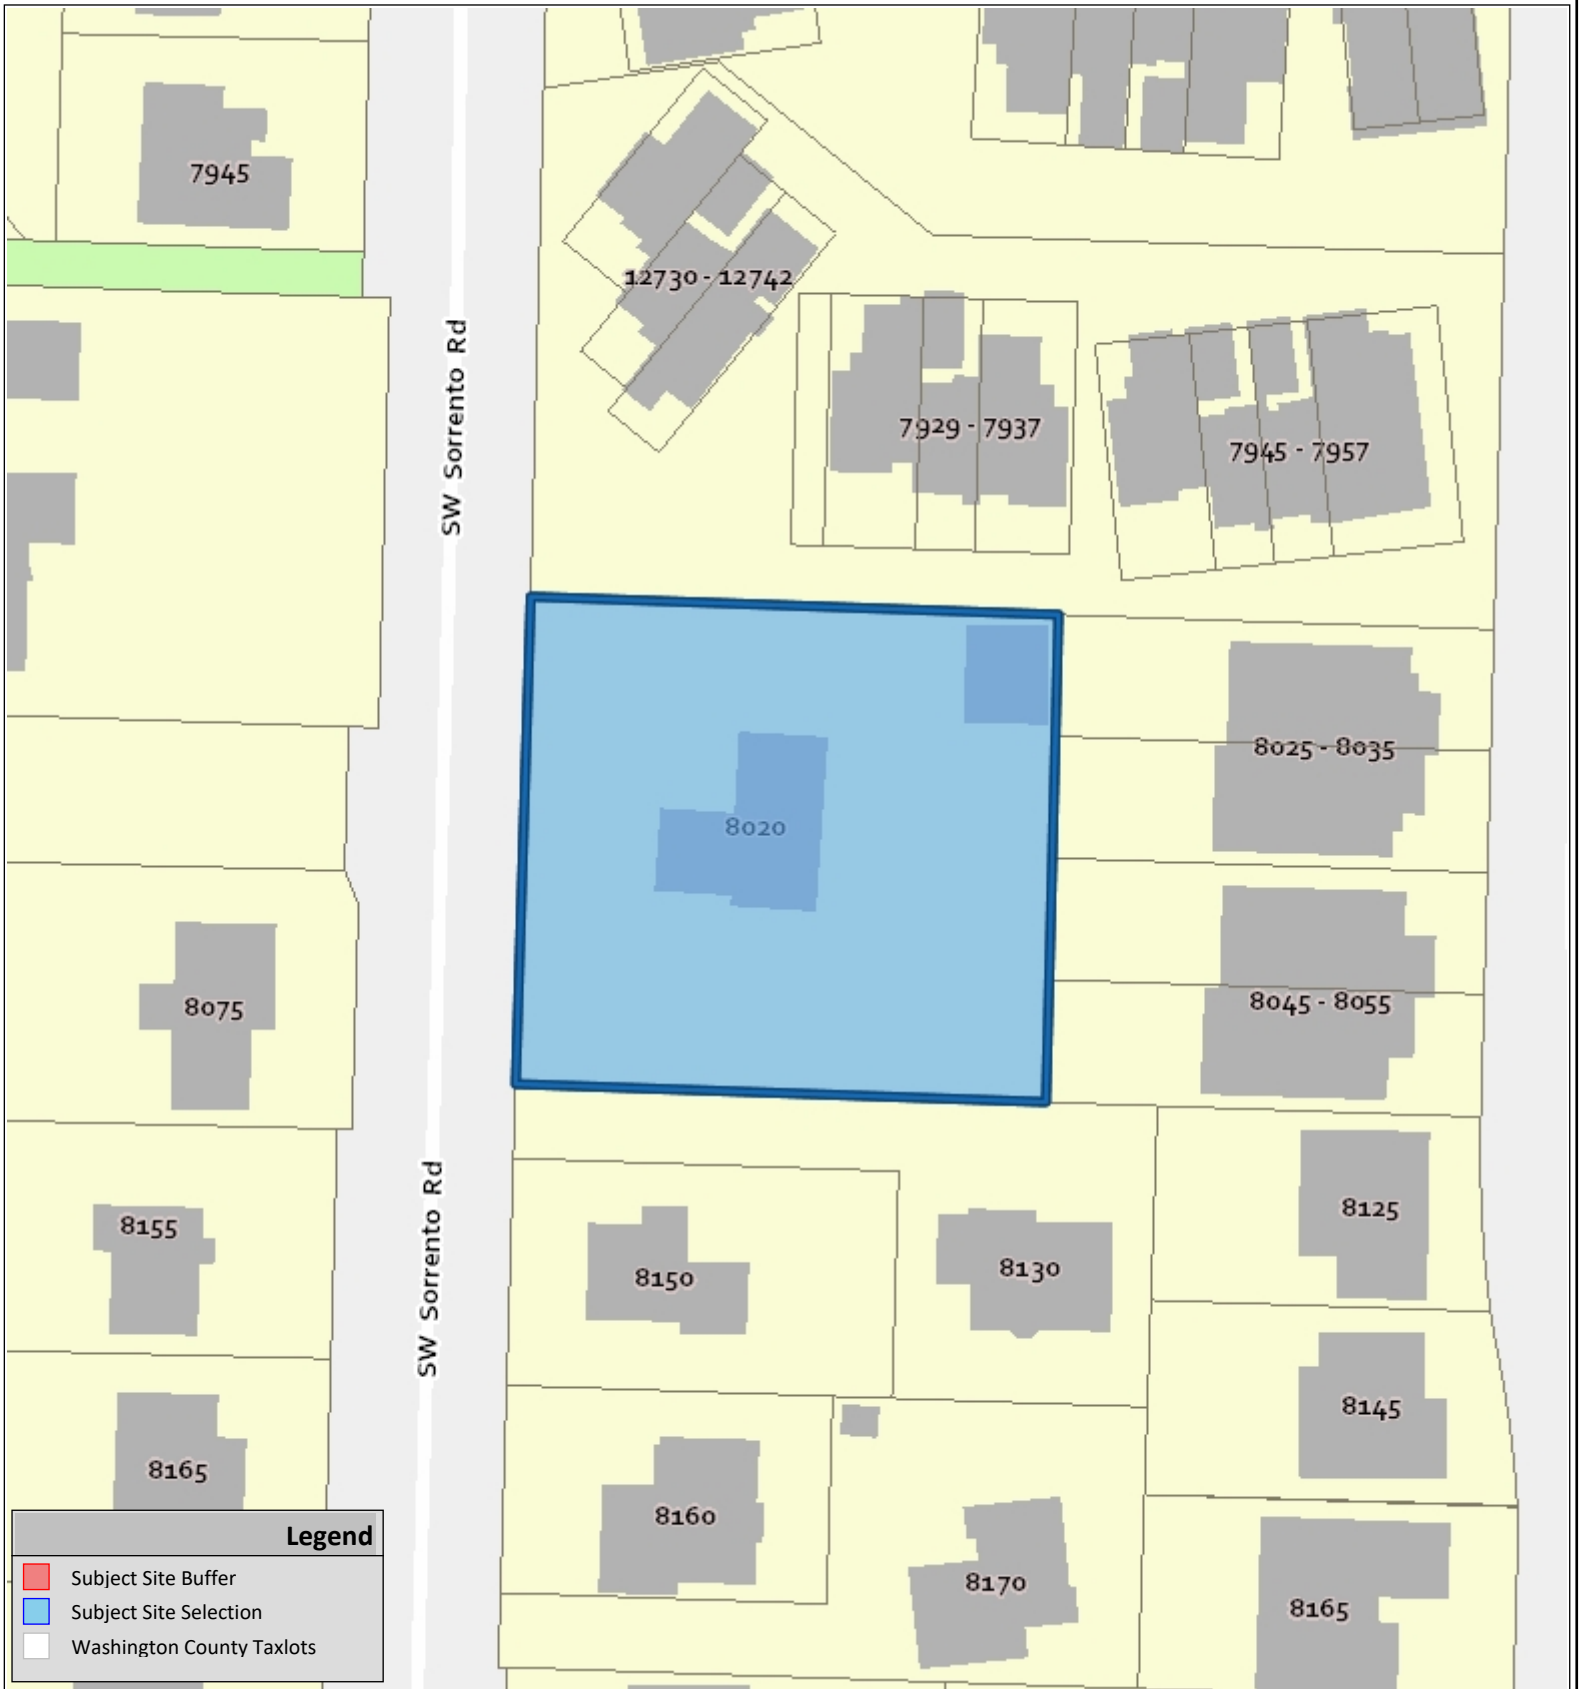 7945
12730 - 12742
SW Sorrento Rd
7929 - 7937
7945 - 7957
8025 - 8035
8020
8045 - 8055
8075
8125
8155
SW Sorrento Rd
8150
8130
8145
8165
8160
8170
8165
Legend
Subject Site Buffer
Subject Site Selection
Washington County Taxlots